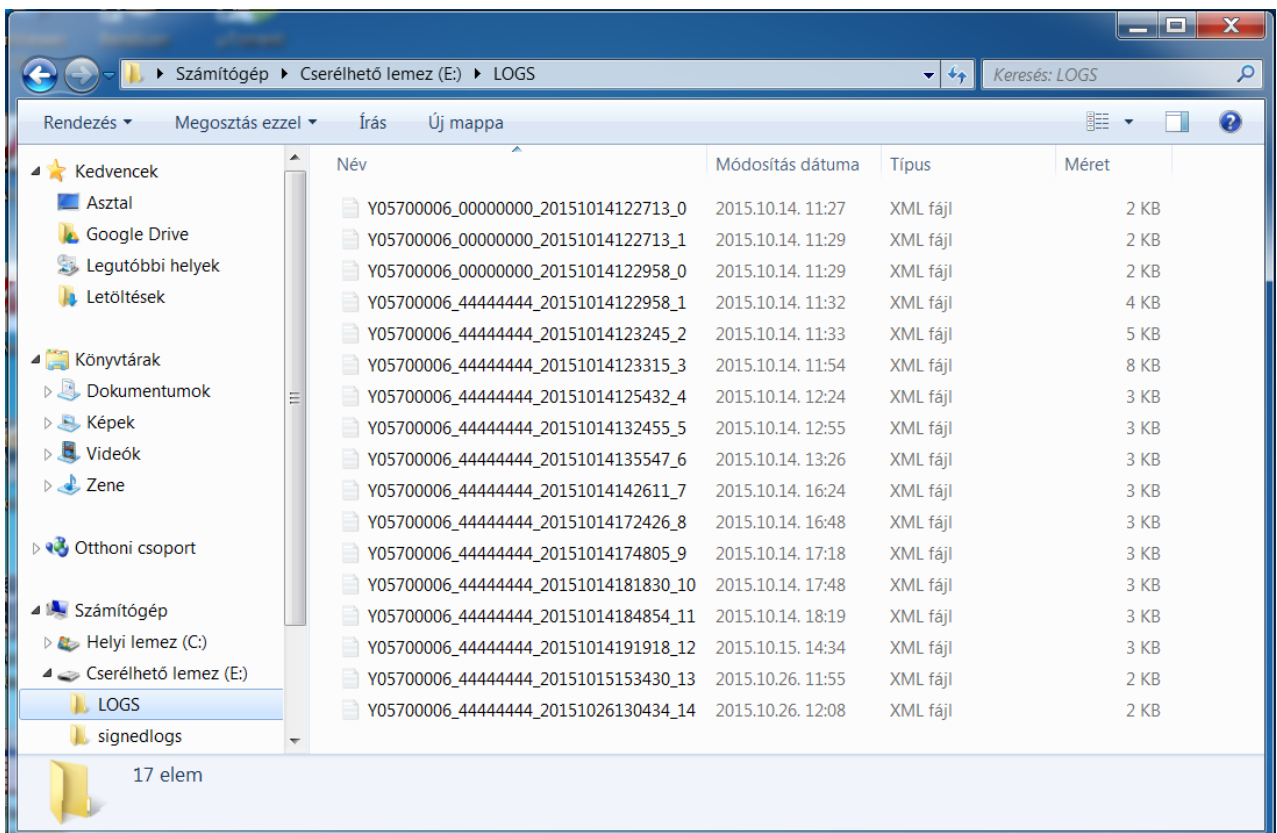 Számítógép Cserélhető lemez (E:) LOGS Keresés: LOGS
Rendezés Megosztás ezzel Írás Új mappa
Kedvencek
Asztal
Google Drive
Legutóbbi helyek
Letöltések
Könyvtárak
Dokumentumok
Képek
Videók
Zene
Otthoni csoport
Számítógép
Helyi lemez (C:)
Cserélhető lemez (E:)
LOGS
signedlogs
Név Módosítás dátuma Típus Méret
Y05700006_00000000_20151014122713_0 2015.10.14. 11:27 XML fájl 2 KB
Y05700006_00000000_20151014122713_1 2015.10.14. 11:29 XML fájl 2 KB
Y05700006_00000000_20151014122958_0 2015.10.14. 11:29 XML fájl 2 KB
Y05700006_44444444_20151014122958_1 2015.10.14. 11:32 XML fájl 4 KB
Y05700006_44444444_20151014123245_2 2015.10.14. 11:33 XML fájl 5 KB
Y05700006_44444444_20151014123315_3 2015.10.14. 11:54 XML fájl 8 KB
Y05700006_44444444_20151014125432_4 2015.10.14. 12:24 XML fájl 3 KB
Y05700006_44444444_20151014132455_5 2015.10.14. 12:55 XML fájl 3 KB
Y05700006_44444444_20151014135547_6 2015.10.14. 13:26 XML fájl 3 KB
Y05700006_44444444_20151014142611_7 2015.10.14. 16:24 XML fájl 3 KB
Y05700006_44444444_20151014172426_8 2015.10.14. 16:48 XML fájl 3 KB
Y05700006_44444444_20151014174805_9 2015.10.14. 17:18 XML fájl 3 KB
Y05700006_44444444_20151014181830_10 2015.10.14. 17:48 XML fájl 3 KB
Y05700006_44444444_20151014184854_11 2015.10.14. 18:19 XML fájl 3 KB
Y05700006_44444444_20151014191918_12 2015.10.15. 14:34 XML fájl 3 KB
Y05700006_44444444_20151015153430_13 2015.10.26. 11:55 XML fájl 2 KB
Y05700006_44444444_20151026130434_14 2015.10.26. 12:08 XML fájl 2 KB
17 elem